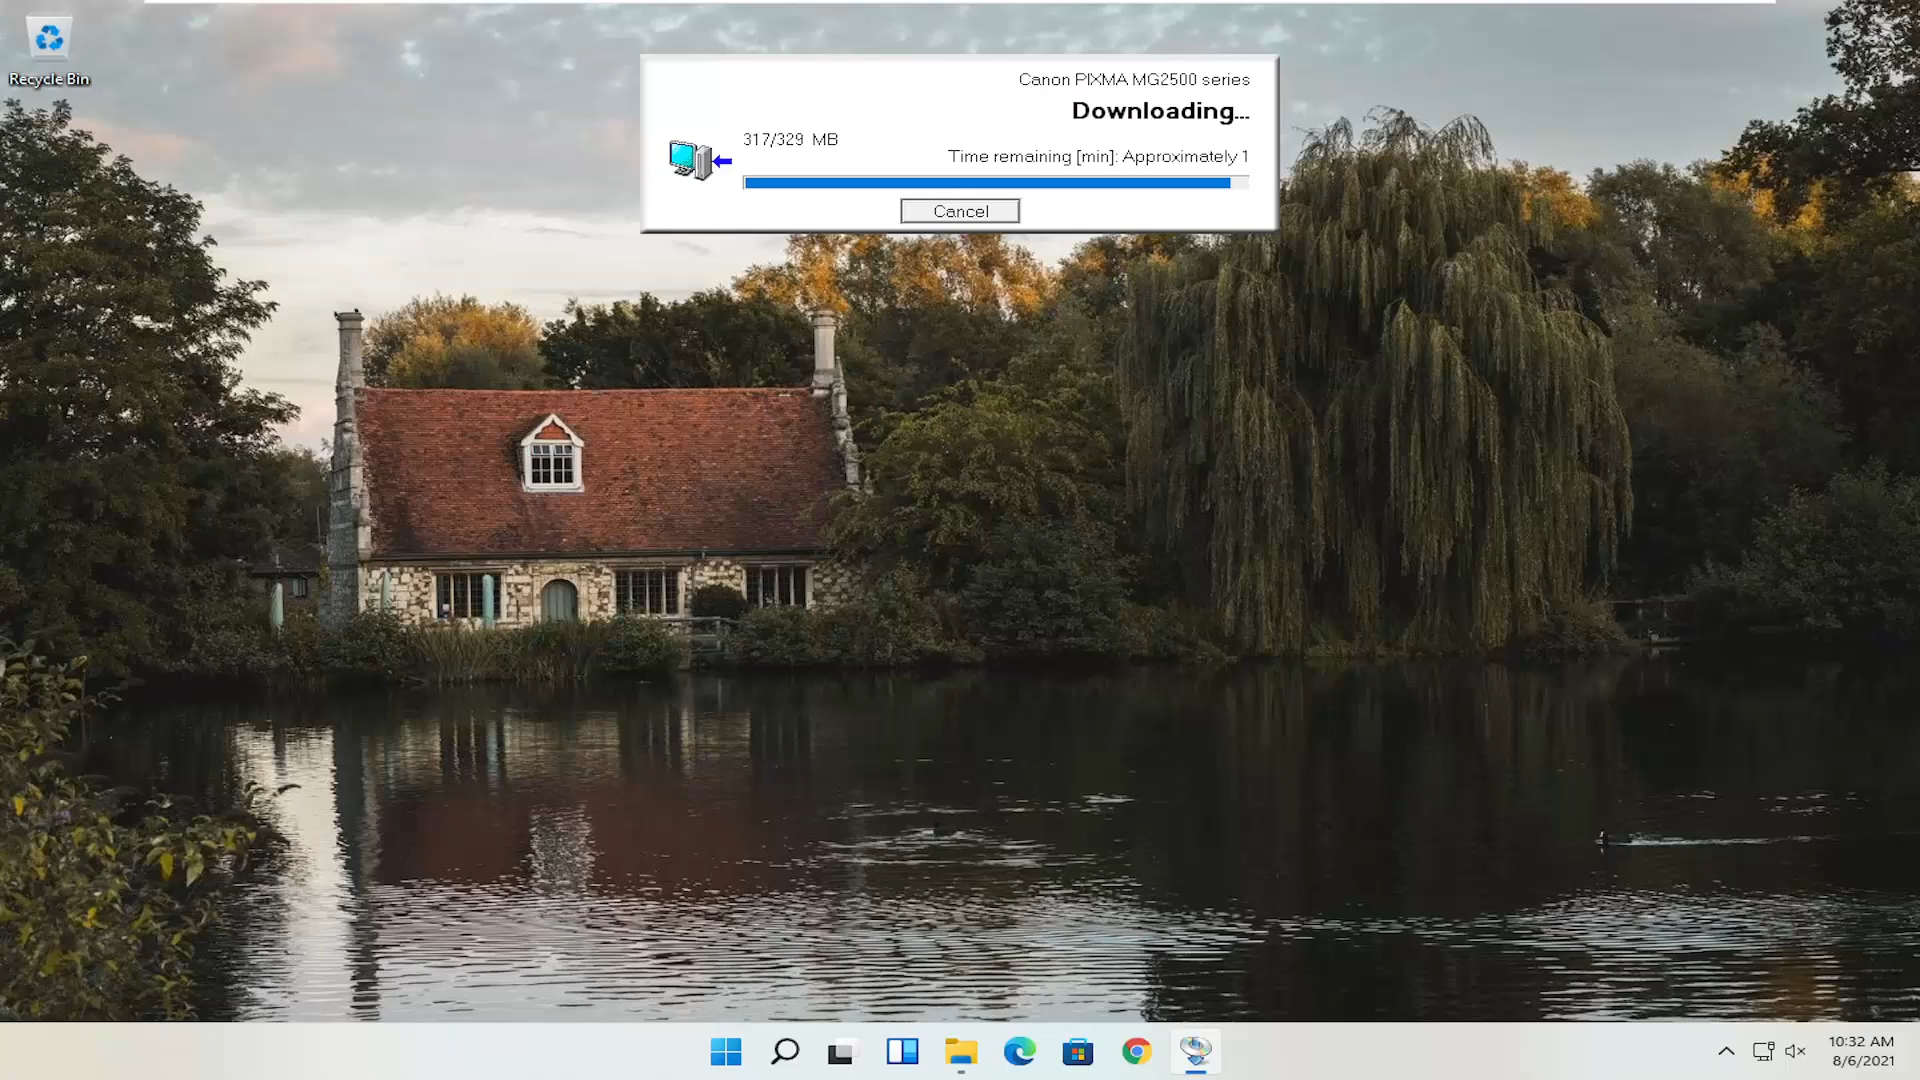 Recycle Bin
Canon PIXMA MG2500 series
Downloading...
317/329 MB
Time remaining [min]: Approximately 1
Cancel
10:32 AM
8/6/2021